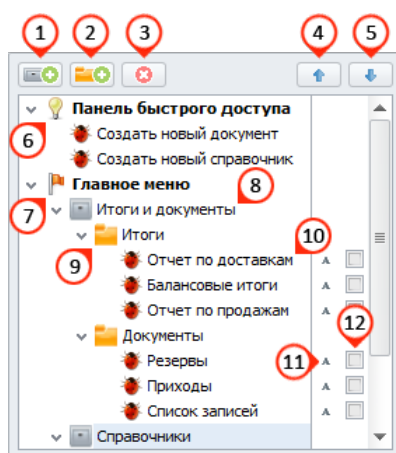 1 2 3 4 5
Панель быстрого доступа
6 Создать новый документ
Создать новый справочник
Главное меню 8
7 Итоги и документы
Итоги 10
9 Отчет по доставкам A
Балансовые итоги A
Отчет по продажам A
Документы 12
Резервы 11 A
Приходы A
Список записей A
Справочники